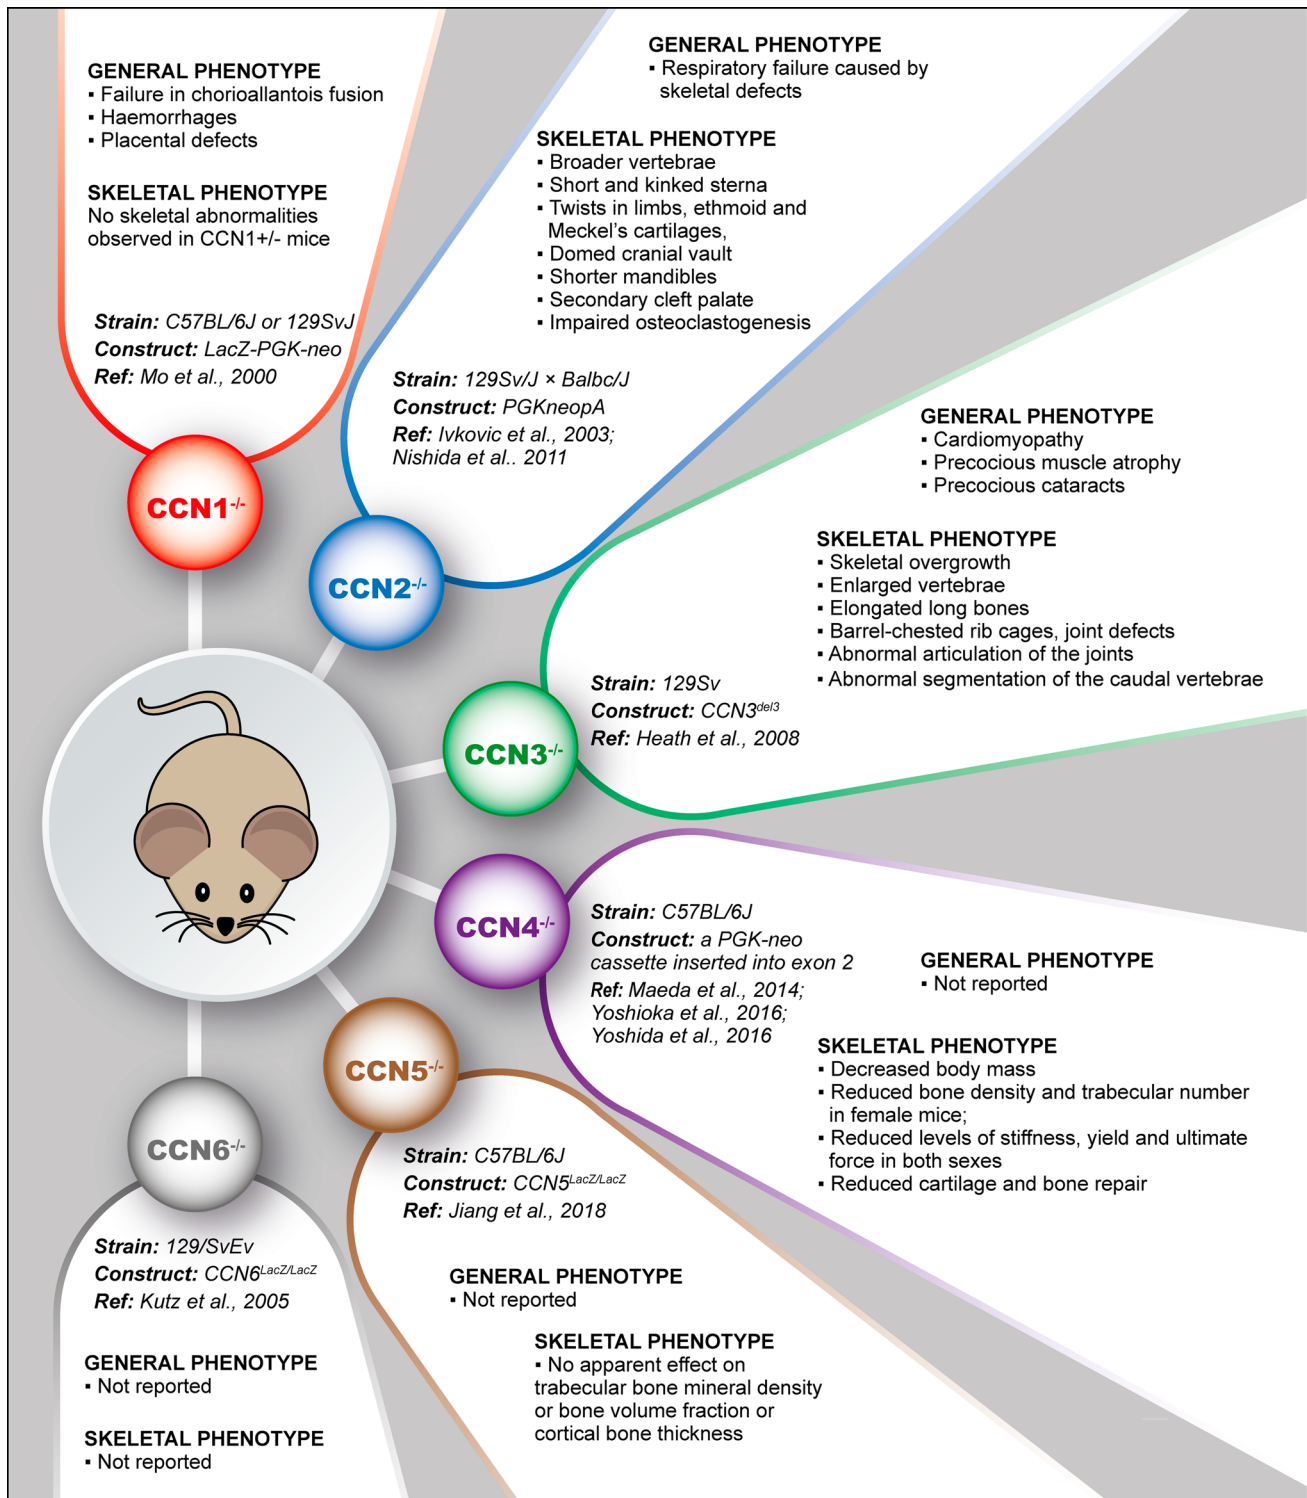 GENERAL PHENOTYPE
▪ Failure in chorioallantois fusion
▪ Haemorrhages
▪ Placental defects
SKELETAL PHENOTYPE
No skeletal abnormalities
observed in CCN1+/- mice
Strain: C57BL/6J or 129SvJ
Construct: LacZ-PGK-neo
Ref: Mo et al., 2000
CCN1-/-
GENERAL PHENOTYPE
▪ Respiratory failure caused by
skeletal defects
SKELETAL PHENOTYPE
▪ Broader vertebrae
▪ Short and kinked sterna
▪ Twists in limbs, ethmoid and
Meckel’s cartilages,
▪ Domed cranial vault
▪ Shorter mandibles
▪ Secondary cleft palate
▪ Impaired osteoclastogenesis
Strain: 129Sv/J × Balbc/J
Construct: PGKneopA
Ref: Ivkovic et al., 2003;
Nishida et al.. 2011
CCN2-/-
GENERAL PHENOTYPE
▪ Cardiomyopathy
▪ Precocious muscle atrophy
▪ Precocious cataracts
SKELETAL PHENOTYPE
▪ Skeletal overgrowth
▪ Enlarged vertebrae
▪ Elongated long bones
▪ Barrel-chested rib cages, joint defects
▪ Abnormal articulation of the joints
▪ Abnormal segmentation of the caudal vertebrae
Strain: 129Sv
Construct: CCN3del3
Ref: Heath et al., 2008
CCN3-/-
CCN4-/-
Strain: C57BL/6J
Construct: a PGK-neo
cassette inserted into exon 2
Ref: Maeda et al., 2014;
Yoshioka et al., 2016;
Yoshida et al., 2016
GENERAL PHENOTYPE
▪ Not reported
SKELETAL PHENOTYPE
▪ Decreased body mass
▪ Reduced bone density and trabecular number
in female mice;
▪ Reduced levels of stiffness, yield and ultimate
force in both sexes
▪ Reduced cartilage and bone repair
CCN5-/-
Strain: C57BL/6J
Construct: CCN5LacZ/LacZ
Ref: Jiang et al., 2018
GENERAL PHENOTYPE
▪ Not reported
SKELETAL PHENOTYPE
▪ No apparent effect on
trabecular bone mineral density
or bone volume fraction or
cortical bone thickness
CCN6-/-
Strain: 129/SvEv
Construct: CCN6LacZ/LacZ
Ref: Kutz et al., 2005
GENERAL PHENOTYPE
▪ Not reported
SKELETAL PHENOTYPE
▪ Not reported